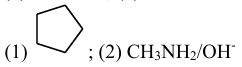 (1) ; (2) CH₃NH₂/OH⁻